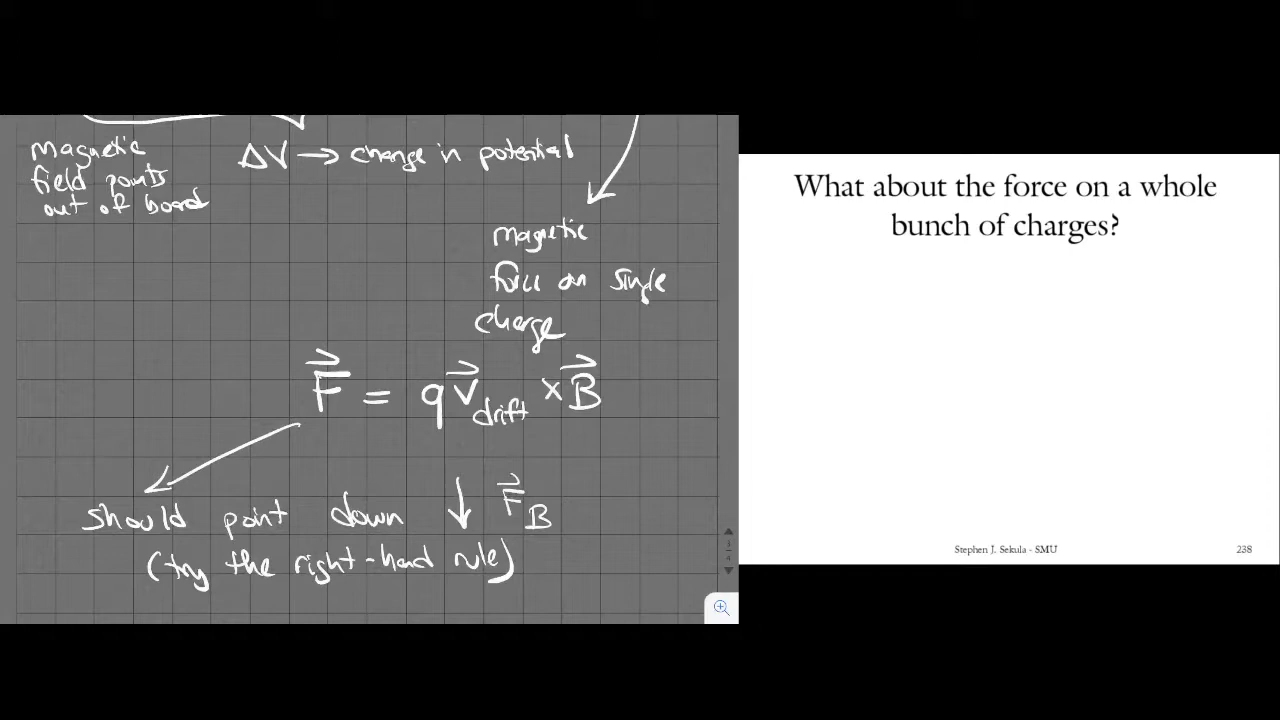 magnetic
field points
out of board
ΔV → change in potential
magnetic
force on single
charge
F⃗ = q v⃗drift × B⃗
should point down ↓ F⃗B
(try the right-hand rule)
What about the force on a whole
bunch of charges?
Stephen J. Sekula - SMU
238